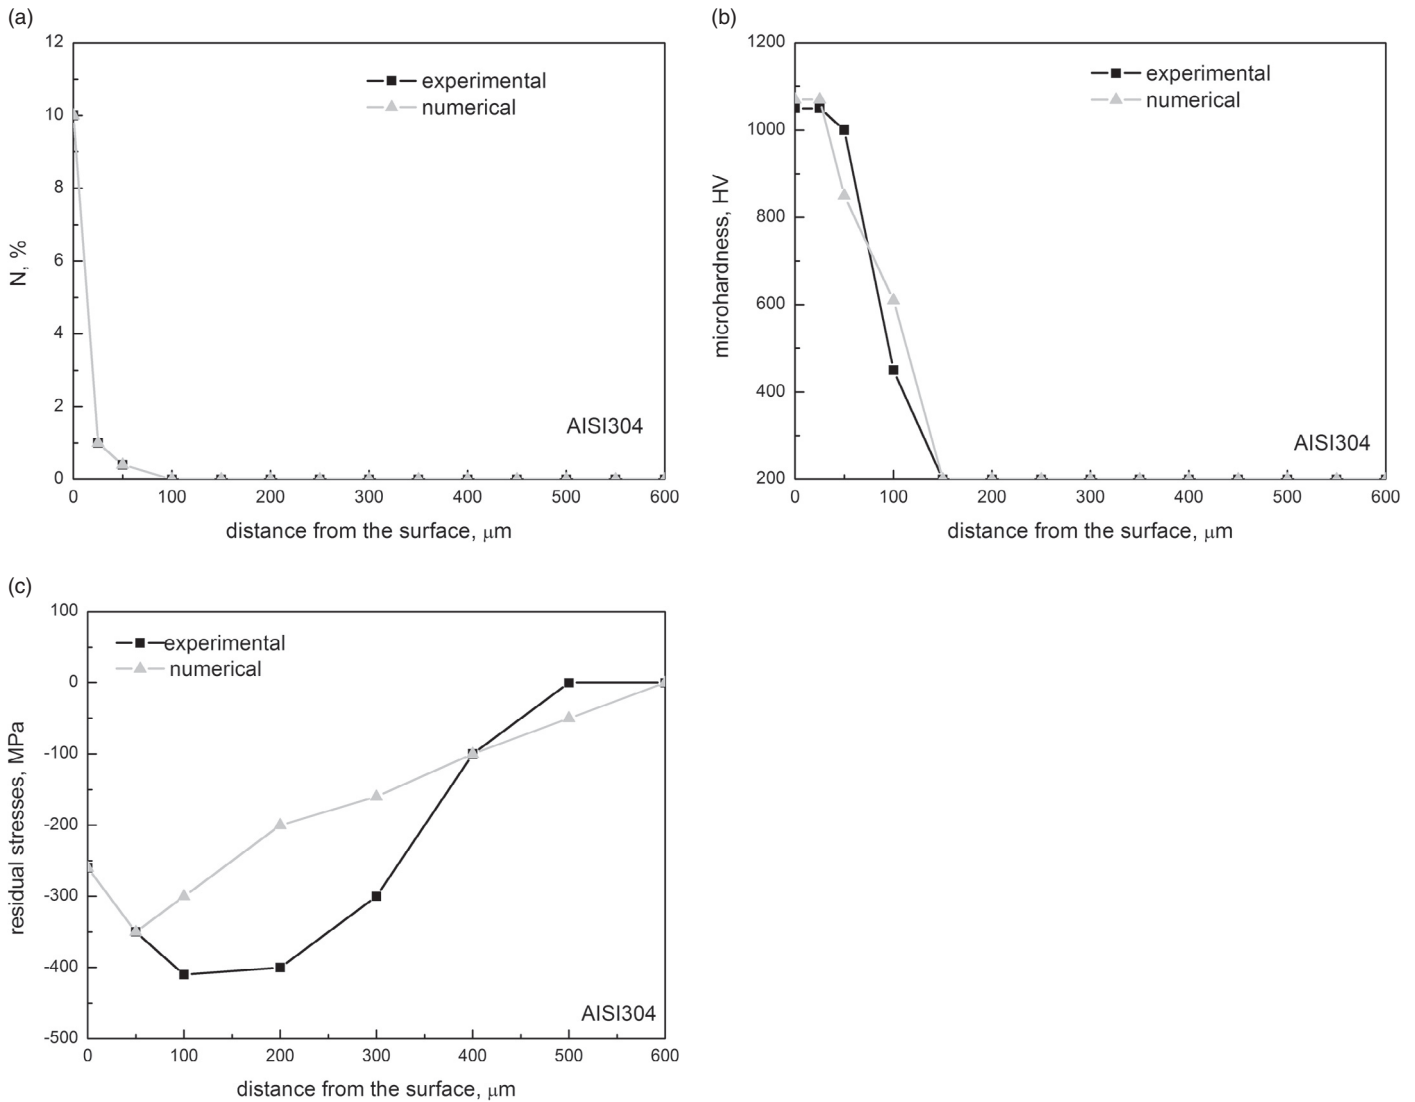 (a)
12
10
8
6
4
2
0
N, %
experimental
numerical
AISI304
0 100 200 300 400 500 600
distance from the surface, μm
(b)
1200
1000
800
600
400
200
microhardness, HV
experimental
numerical
AISI304
0 100 200 300 400 500 600
distance from the surface, μm
(c)
100
0
-100
-200
-300
-400
-500
residual stresses, MPa
experimental
numerical
AISI304
0 100 200 300 400 500 600
distance from the surface, μm